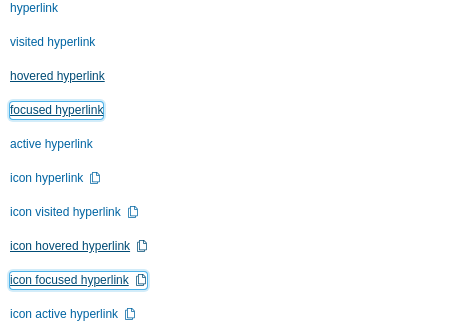 hyperlink
visited hyperlink
hovered hyperlink
focused hyperlink
active hyperlink
icon hyperlink
icon visited hyperlink
icon hovered hyperlink
icon focused hyperlink
icon active hyperlink